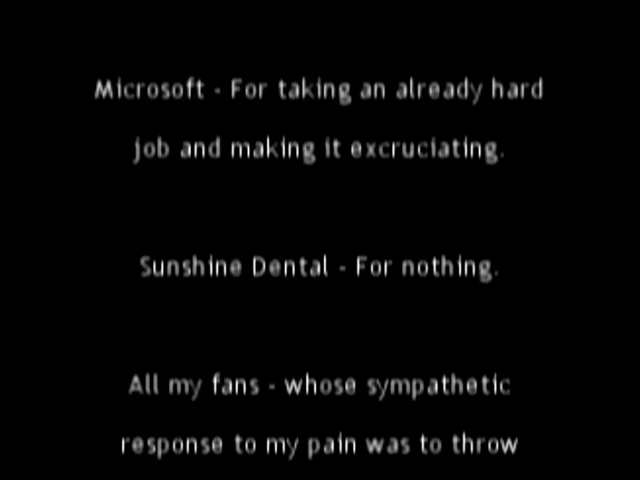 Microsoft - For taking an already hard
job and making it excruciating.
Sunshine Dental - For nothing.
All my fans - whose sympathetic
response to my pain was to throw